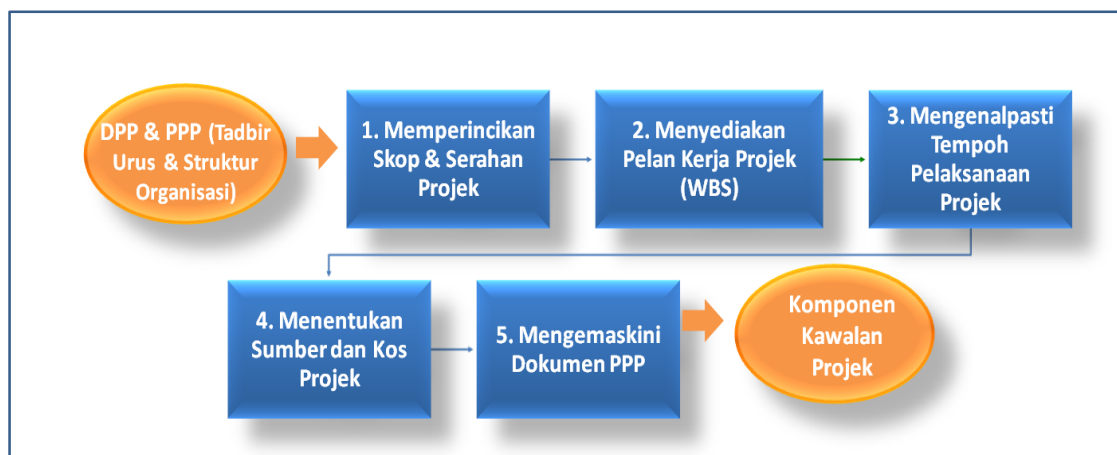 DPP & PPP (Tadbir
Urus & Struktur
Organisasi)
1. Memperincikan
Skop & Serahan
Projek
2. Menyediakan
Pelan Kerja Projek
(WBS)
3. Mengenalpasti
Tempoh
Pelaksanaan
Projek
4. Menentukan
Sumber dan Kos
Projek
5. Mengemaskini
Dokumen PPP
Komponen
Kawalan
Projek